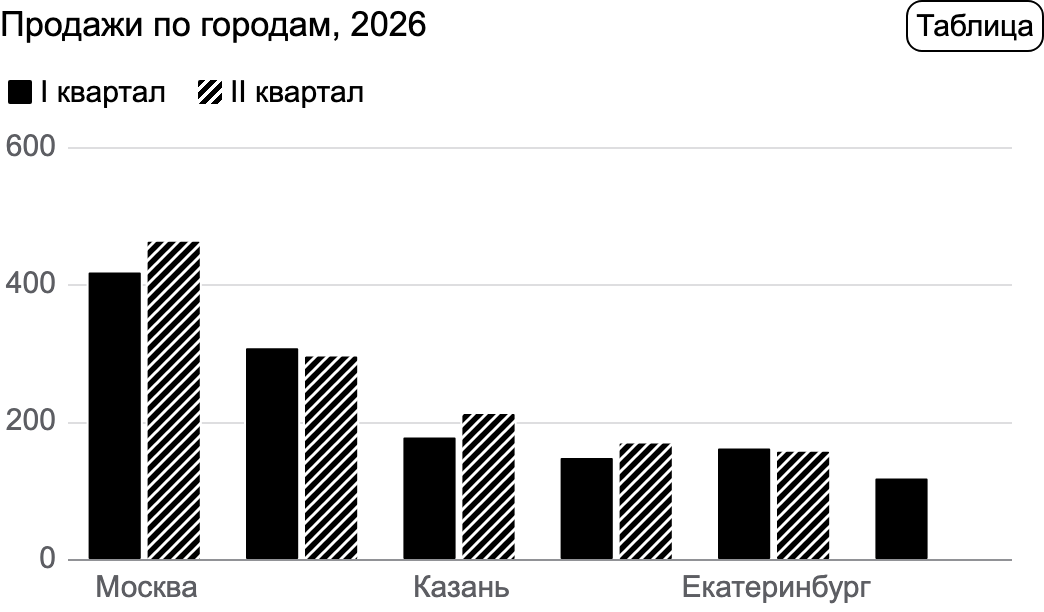 Продажи по городам, 2026
Таблица
I квартал
II квартал
600
400
200
0
Москва
Казань
Екатеринбург